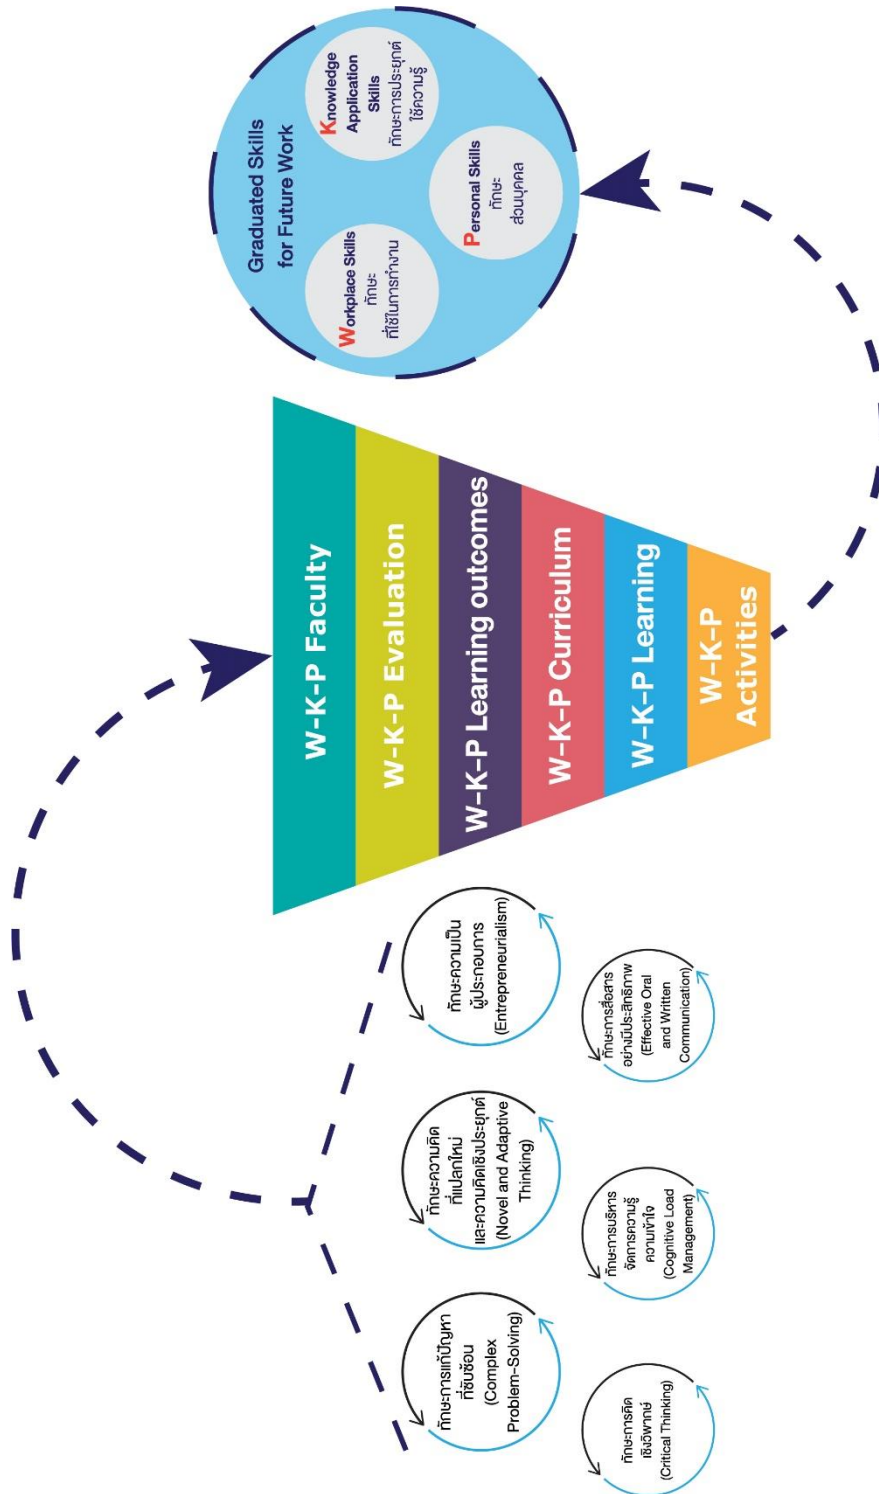 ทักษะการแก้ปัญหา
ที่ซับซ้อน
(Complex
Problem-Solving)
ทักษะความคิด
ที่แปลกใหม่
และความคิดเชิงประยุกต์
(Novel and Adaptive
Thinking)
ทักษะความเป็น
ผู้ประกอบการ
(Entrepreneurialism)
ทักษะการคิด
เชิงวิพากษ์
(Critical Thinking)
ทักษะการบริหาร
จัดการความรู้
ความเข้าใจ
(Cognitive Load
Management)
ทักษะการสื่อสาร
อย่างมีประสิทธิภาพ
(Effective Oral
and Written
Communication)
W-K-P Faculty
W-K-P Evaluation
W-K-P Learning outcomes
W-K-P Curriculum
W-K-P Learning
W-K-P
Activities
Graduated Skills
for Future Work
Workplace Skills
ทักษะ
ที่ใช้ในการทำงาน
Knowledge
Application
Skills
ทักษะการประยุกต์
ใช้ความรู้
Personal Skills
ทักษะ
ส่วนบุคคล